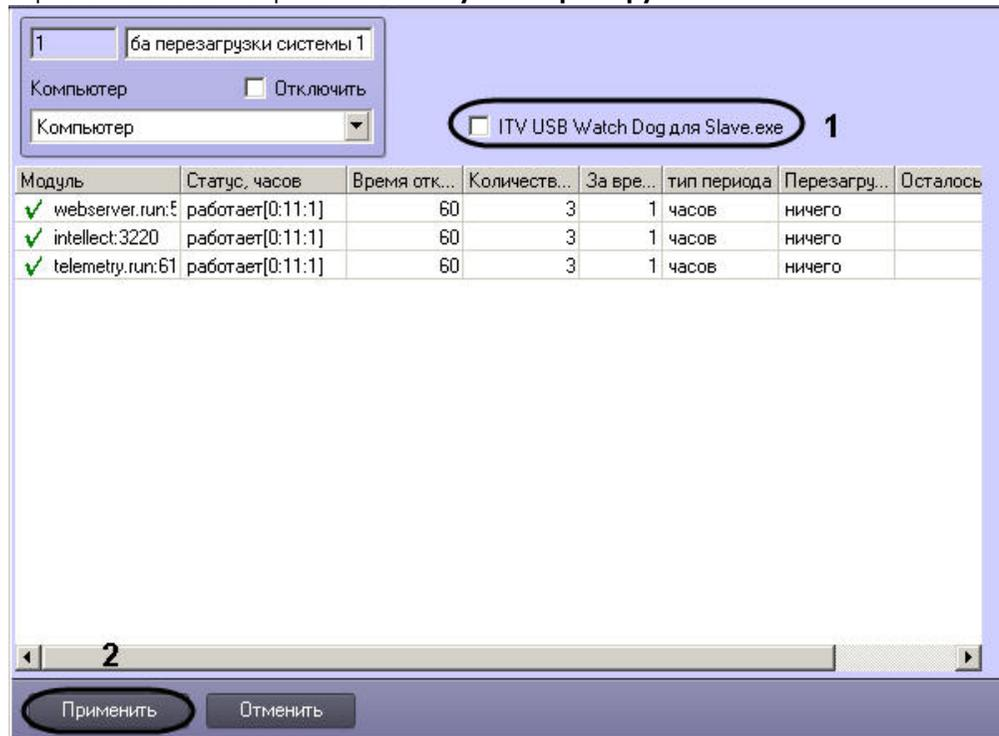 1
ба перезагрузки системы 1
Компьютер
Отключить
Компьютер
ITV USB Watch Dog для Slave.exe
1
Модуль Статус, часов Время отк... Количеств... За вре... тип периода Перезагру... Осталось
webserver.run:5 работает[0:11:1] 60 3 1 часов ничего
intellect:3220 работает[0:11:1] 60 3 1 часов ничего
telemetry.run:61 работает[0:11:1] 60 3 1 часов ничего
2
Применить Отменить